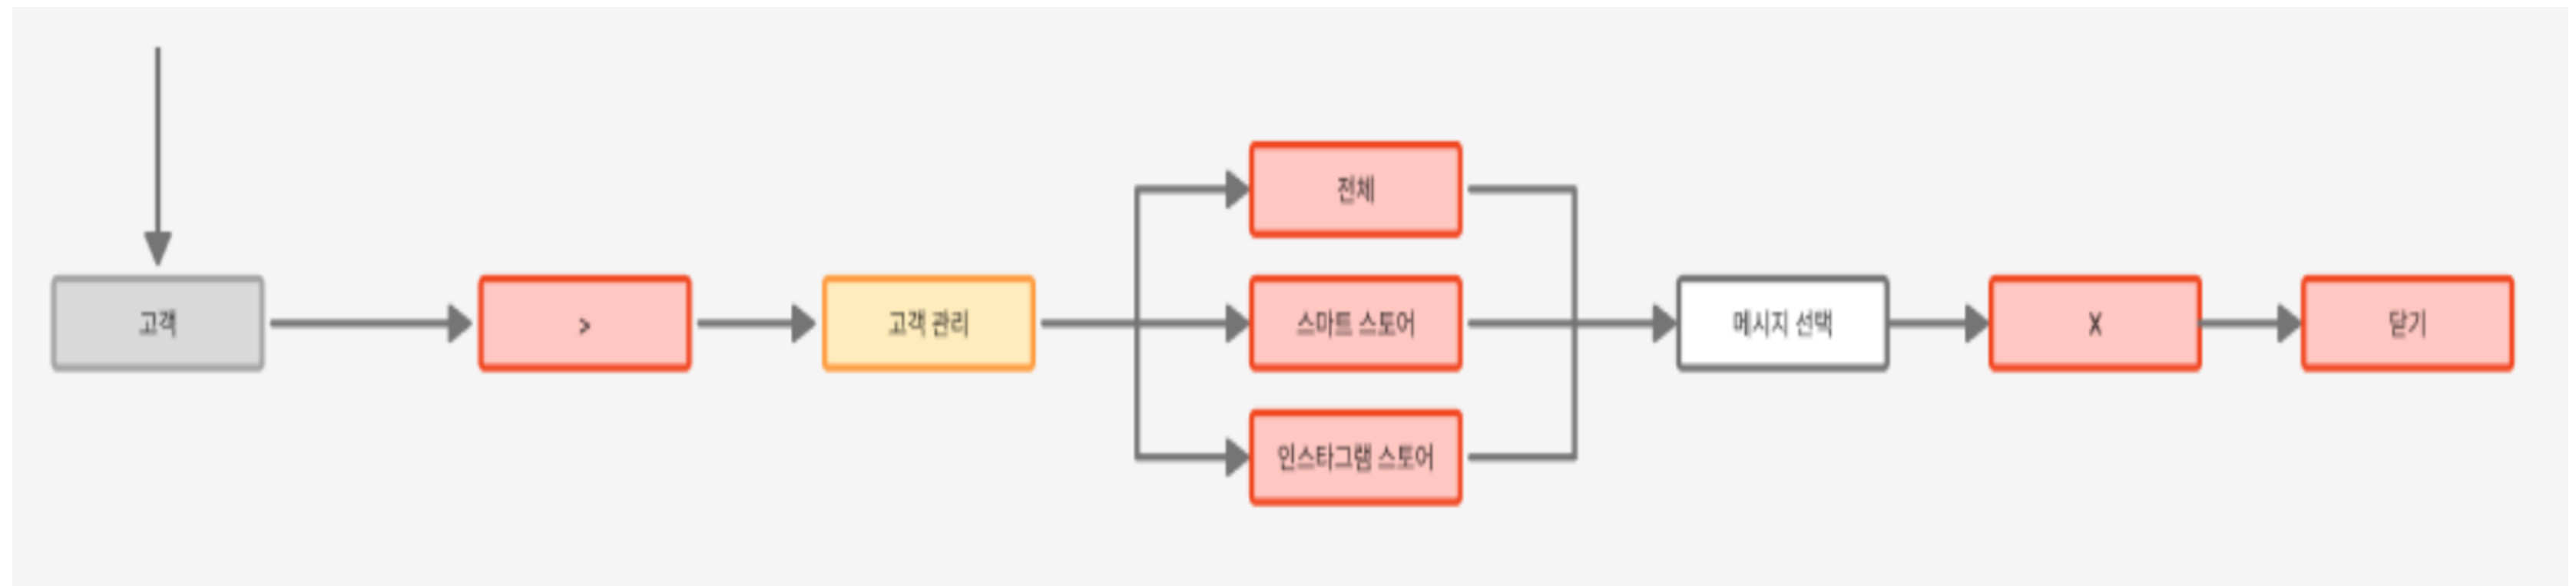 고객
>
고객 관리
전체
스마트 스토어
인스타그램 스토어
메시지 선택
X
닫기